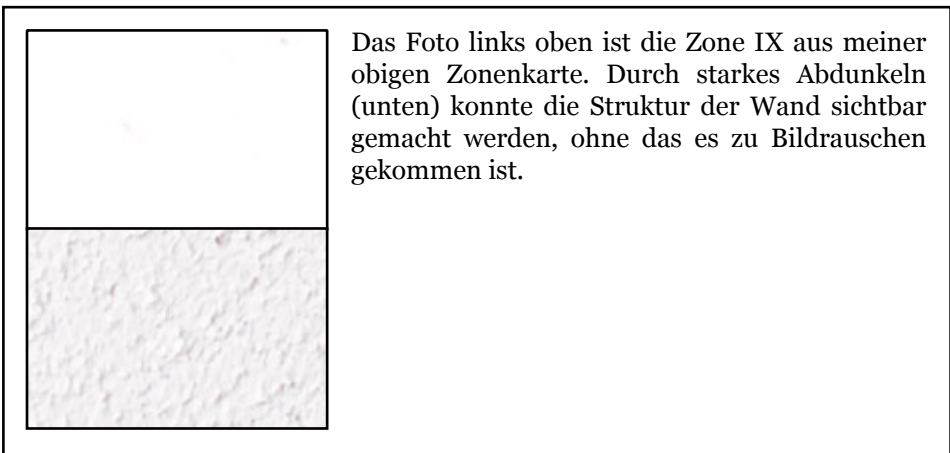 Das Foto links oben ist die Zone IX aus meiner
obigen Zonenkarte. Durch starkes Abdunkeln
(unten) konnte die Struktur der Wand sichtbar
gemacht werden, ohne das es zu Bildrauschen
gekommen ist.